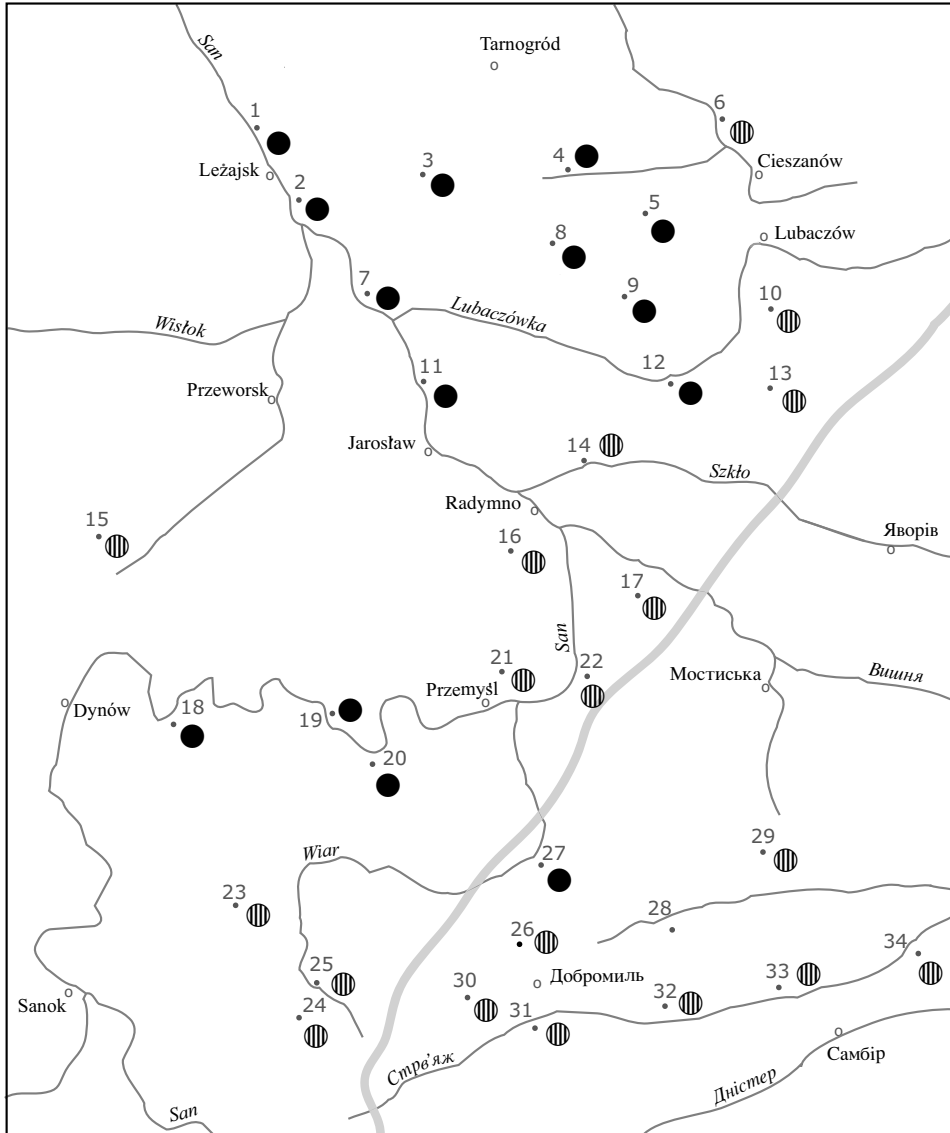 San
Tarnogród
1
6
Leżajsk
2
3
4
Cieszanów
5
8
Lubaczów
7
9
10
Wisłok
Lubaczówka
11
12
13
Przeworsk
Jarosław
14
Szkło
Radymno
15
16
Яворів
17
San
21
22
Przemyśl
Мостиська
Вишня
Dynów
18
19
20
Wiar
27
29
23
28
26
34
25
Добромиль
33
Sanok
24
30
31
32
Самбір
Стрв’яж
Дністер
San